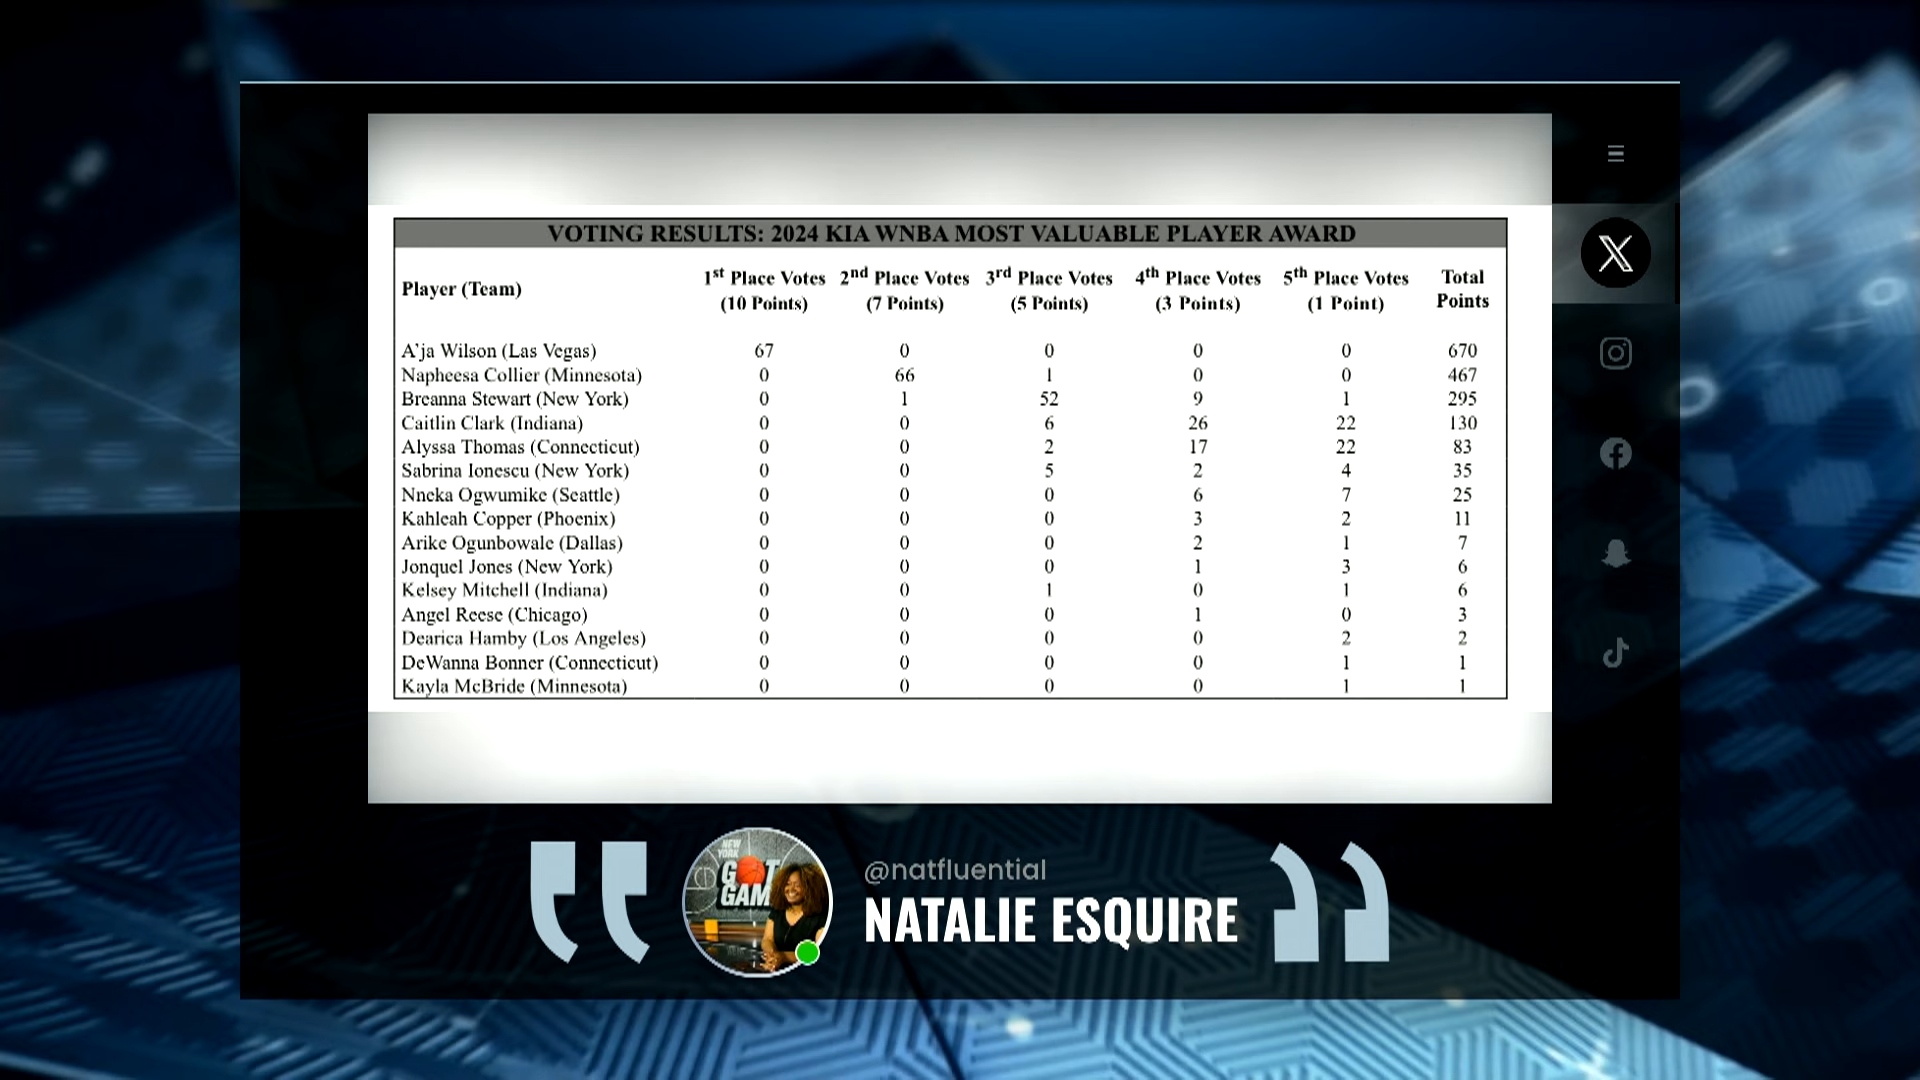 VOTING RESULTS: 2024 KIA WNBA MOST VALUABLE PLAYER AWARD
Player (Team) 1st Place Votes (10 Points) 2nd Place Votes (7 Points) 3rd Place Votes (5 Points) 4th Place Votes (3 Points) 5th Place Votes (1 Point) Total Points
A'ja Wilson (Las Vegas) 67 0 0 0 0 670
Napheesa Collier (Minnesota) 0 66 1 0 0 467
Breanna Stewart (New York) 0 1 52 9 1 295
Caitlin Clark (Indiana) 0 0 6 26 22 130
Alyssa Thomas (Connecticut) 0 0 2 17 22 83
Sabrina Ionescu (New York) 0 0 5 2 4 35
Nneka Ogwumike (Seattle) 0 0 0 6 7 25
Kahleah Copper (Phoenix) 0 0 0 3 2 11
Arike Ogunbowale (Dallas) 0 0 0 2 1 7
Jonquel Jones (New York) 0 0 0 1 3 6
Kelsey Mitchell (Indiana) 0 0 1 0 1 6
Angel Reese (Chicago) 0 0 0 1 0 3
Dearica Hamby (Los Angeles) 0 0 0 0 2 2
DeWanna Bonner (Connecticut) 0 0 0 0 1 1
Kayla McBride (Minnesota) 0 0 0 0 1 1
NEW
YORK
GOT
GAM
@natfluential
NATALIE ESQUIRE